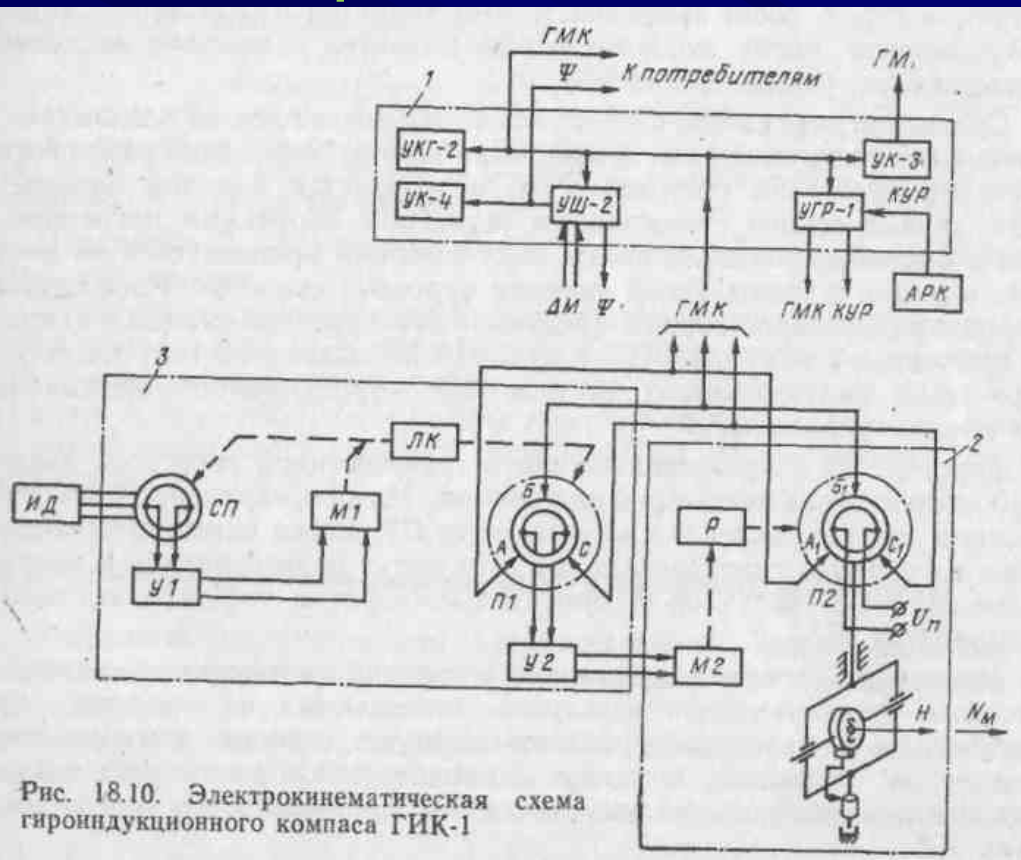 ГМК
Ψ
К потребителям
ГМ.
1
УКГ-2
УК-3
УК-4
УШ-2
УГР-1
КУР
АРК
ΔМ Ψ
ГМК
ГМК КУР
3
2
ЛК
ИД
СП
М1
Б
Р
Б₁
А
С
А₁
С₁
У1
П1
П2
Uп
У2
М2
H
Nм
Рис. 18.10. Электрокинематическая схема
гироиндукционного компаса ГИК-1